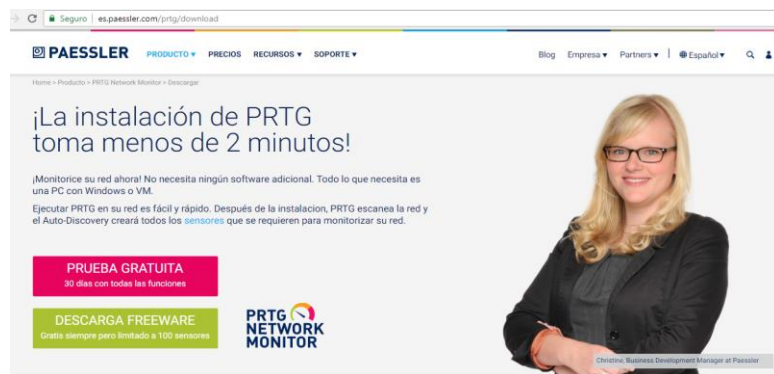 Seguro | es.paessler.com/prtg/download
PAESSLER PRODUCTO PRECIOS RECURSOS SOPORTE Blog Empresa Partners | Español
Home > Producto > PRTG Network Monitor > Descargar
¡La instalación de PRTG
toma menos de 2 minutos!
¡Monitorice su red ahora! No necesita ningún software adicional. Todo lo que necesita es
una PC con Windows o VM.
Ejecutar PRTG en su red es fácil y rápido. Después de la instalacion, PRTG escanea la red y
el Auto-Discovery creará todos los sensores que se requieren para monitorizar su red.
PRUEBA GRATUITA
30 días con todas las funciones
DESCARGA FREEWARE
Gratis siempre pero limitado a 100 sensores
PRTG
NETWORK
MONITOR
Christine, Business Development Manager at Paessler